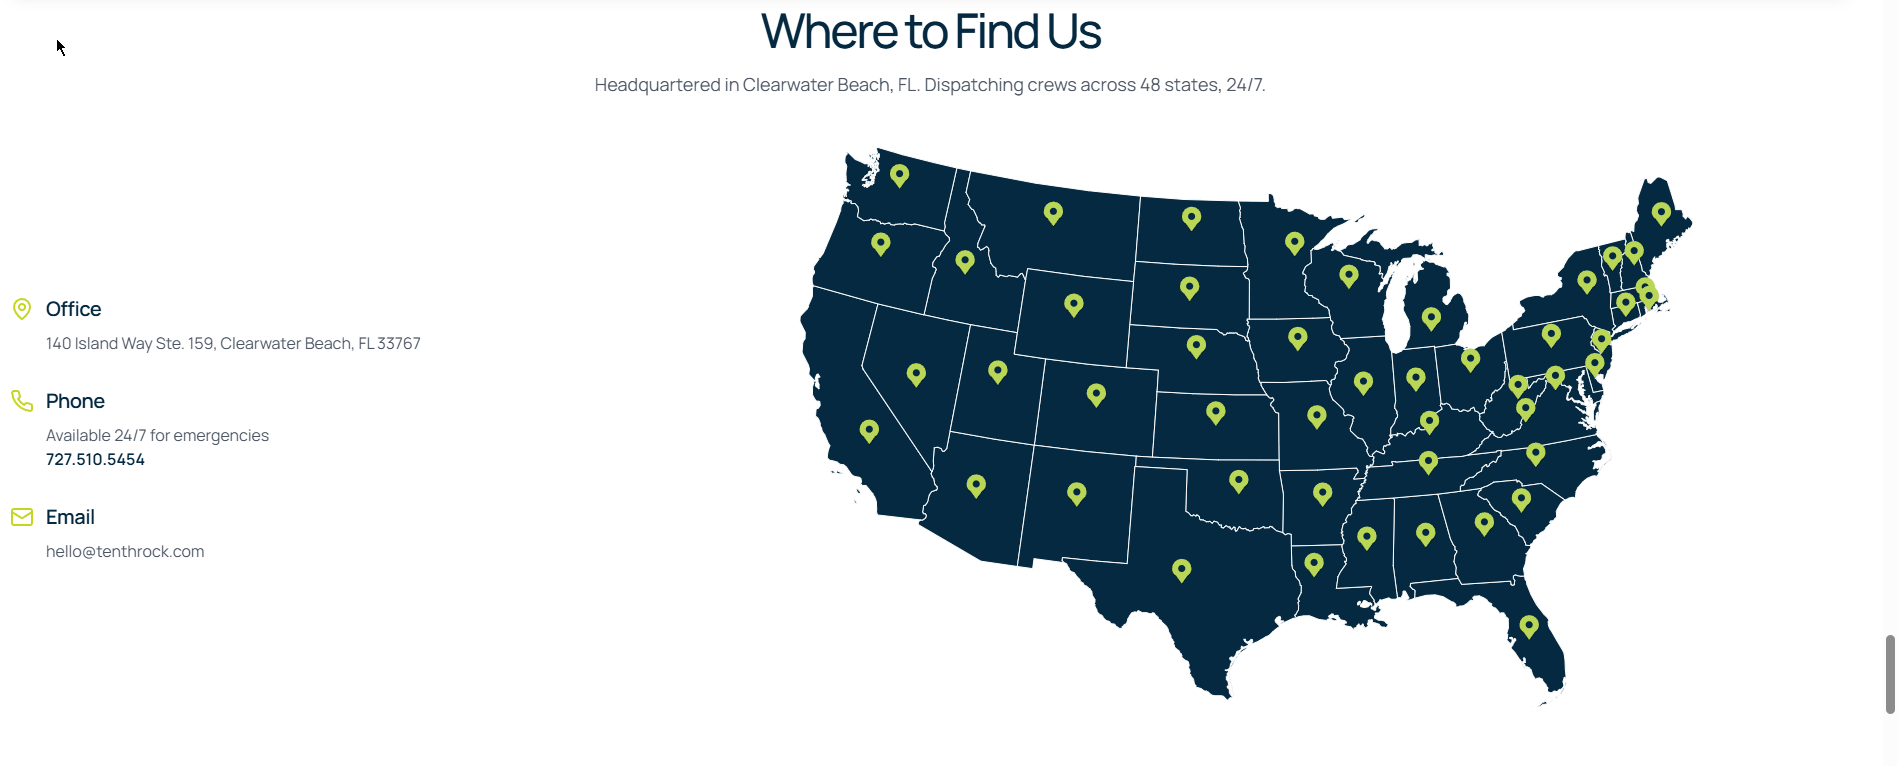 Where to Find Us
Headquartered in Clearwater Beach, FL. Dispatching crews across 48 states, 24/7.
Office
140 Island Way Ste. 159, Clearwater Beach, FL 33767
Phone
Available 24/7 for emergencies
727.510.5454
Email
hello@tenthrock.com